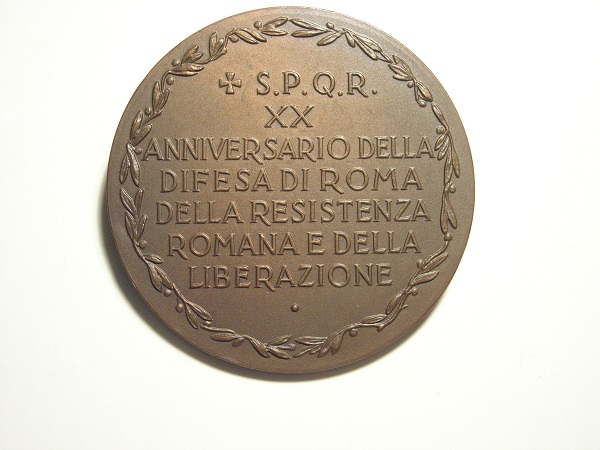 ✠ S.P.Q.R.
XX
ANNIVERSARIO DELLA
DIFESA DI ROMA
DELLA RESISTENZA
ROMANA E DELLA
LIBERAZIONE